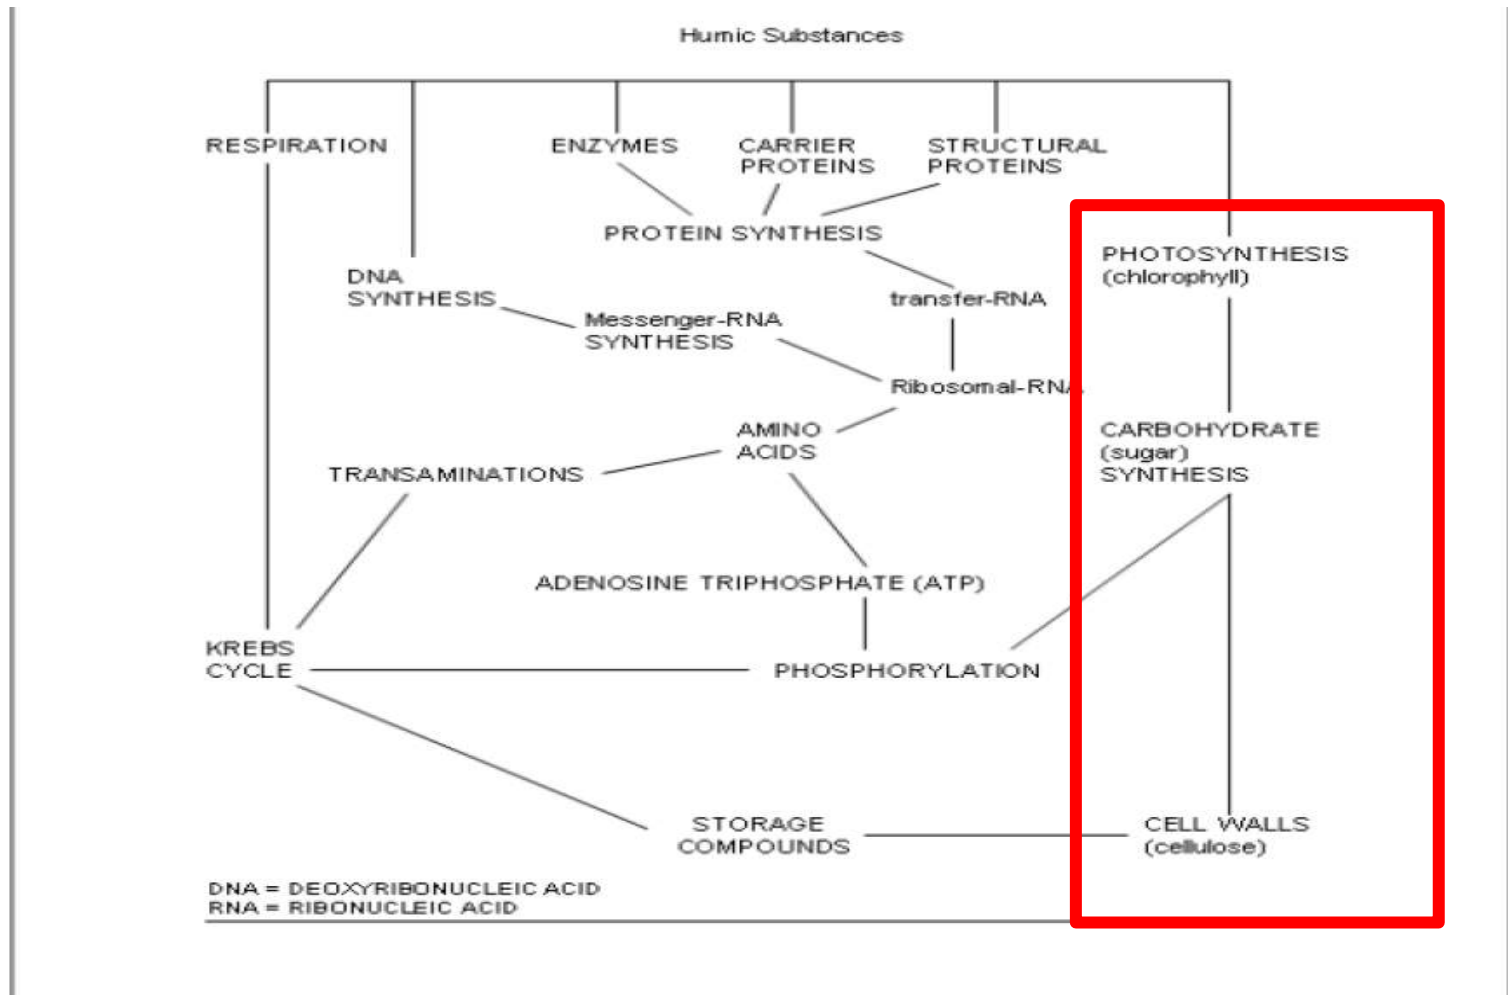 Humic Substances
RESPIRATION
ENZYMES
CARRIER
PROTEINS
STRUCTURAL
PROTEINS
PROTEIN SYNTHESIS
PHOTOSYNTHESIS
(chlorophyll)
DNA
SYNTHESIS
transfer-RNA
Messenger-RNA
SYNTHESIS
Ribosomal-RNA
AMINO
ACIDS
CARBOHYDRATE
(sugar)
SYNTHESIS
TRANSAMINATIONS
ADENOSINE TRIPHOSPHATE (ATP)
KREBS
CYCLE
PHOSPHORYLATION
STORAGE
COMPOUNDS
CELL WALLS
(cellulose)
DNA = DEOXYRIBONUCLEIC ACID
RNA = RIBONUCLEIC ACID